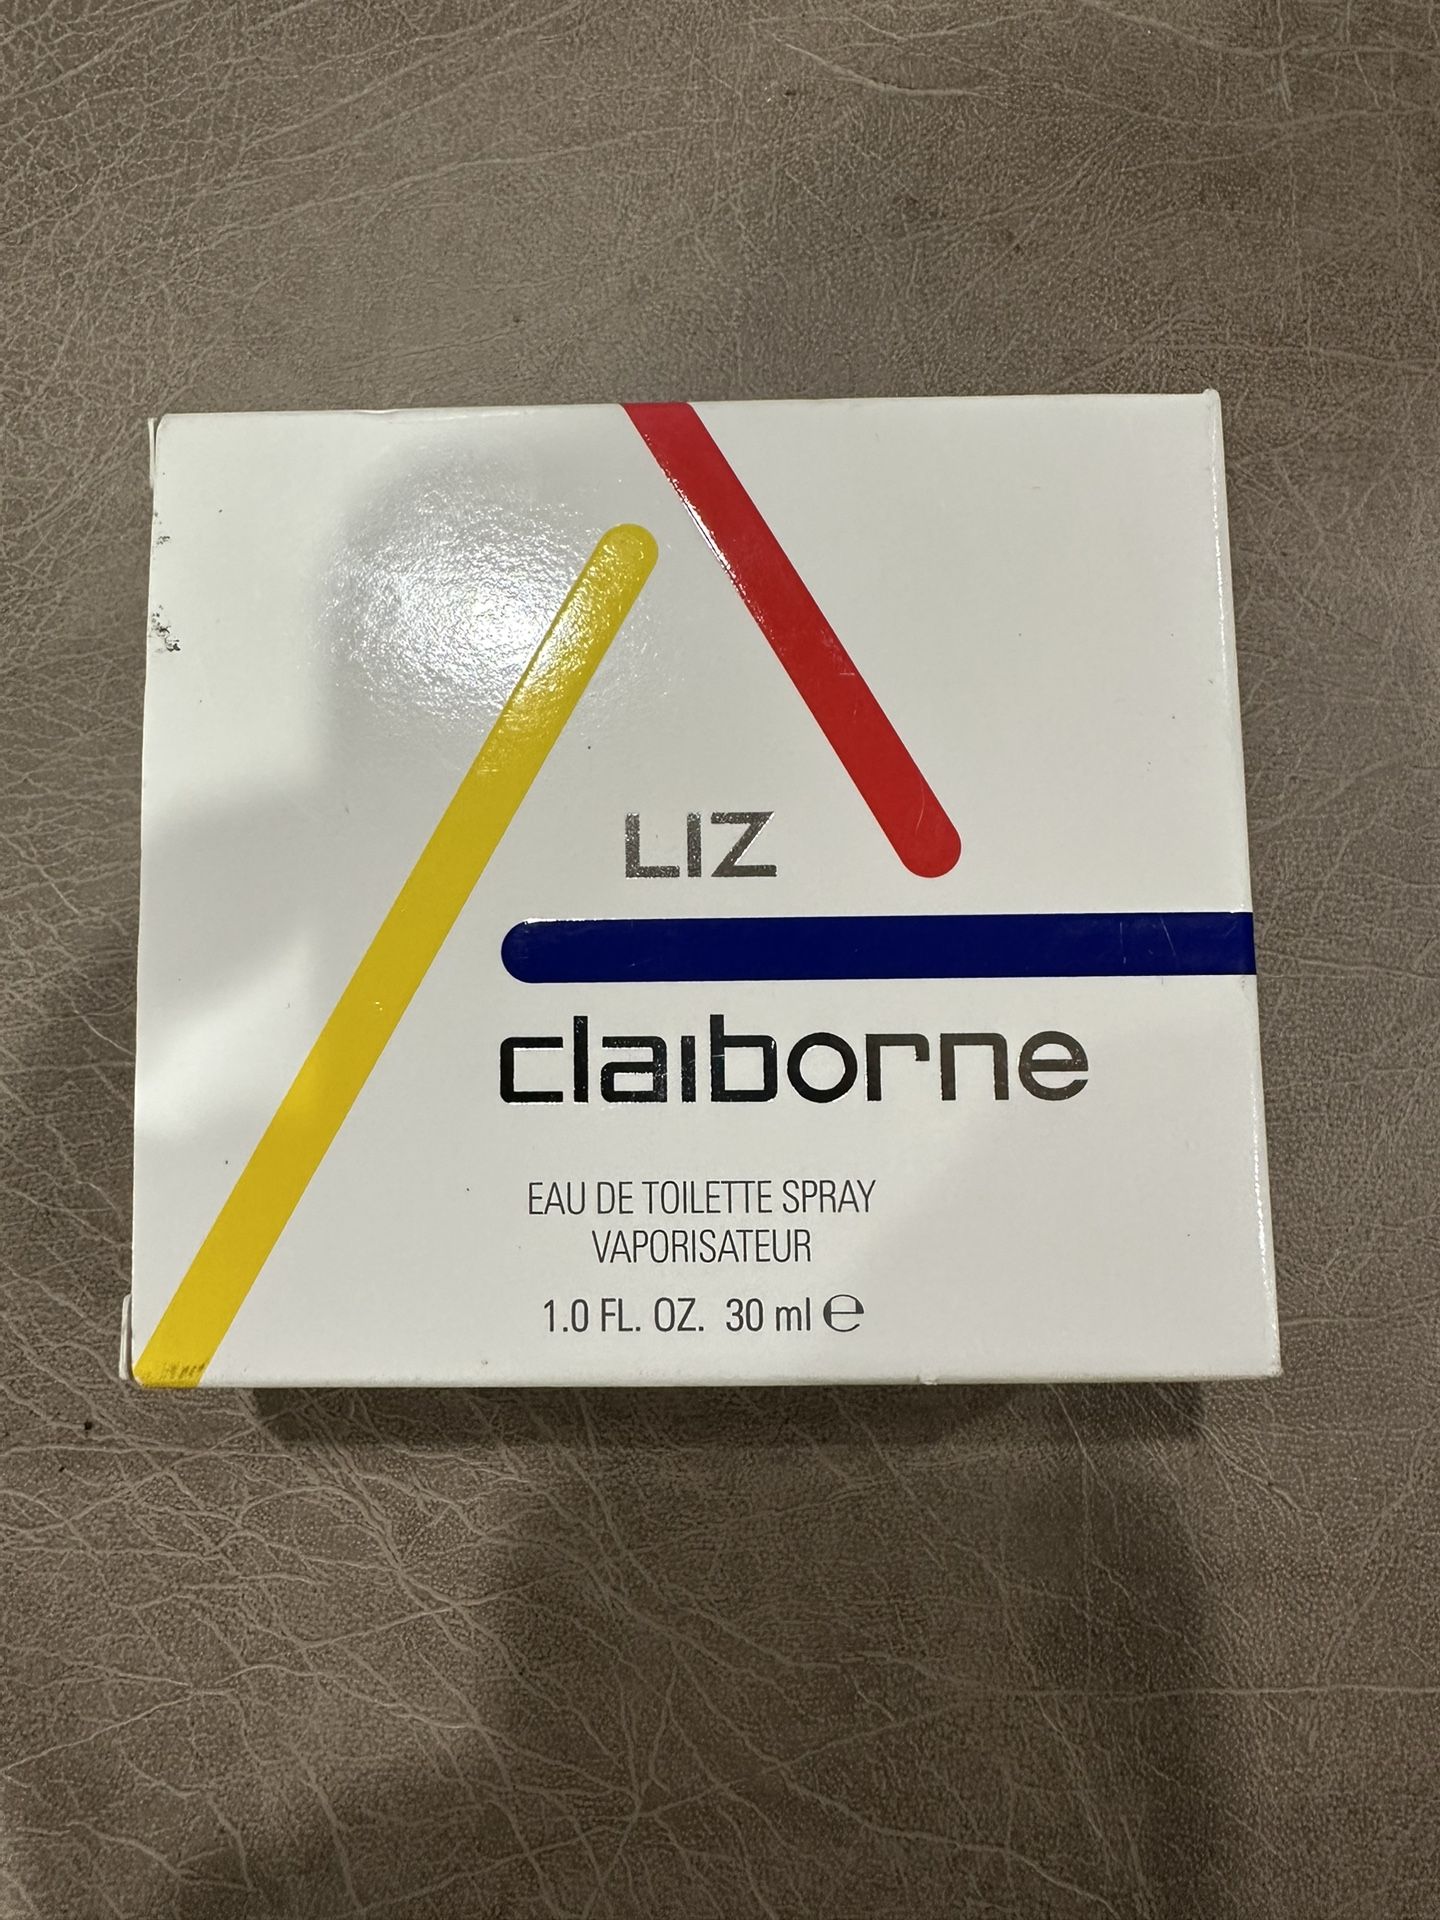 LIZ
claiborne
EAU DE TOILETTE SPRAY
VAPORISATEUR
1.0 FL. OZ. 30 ml ℮